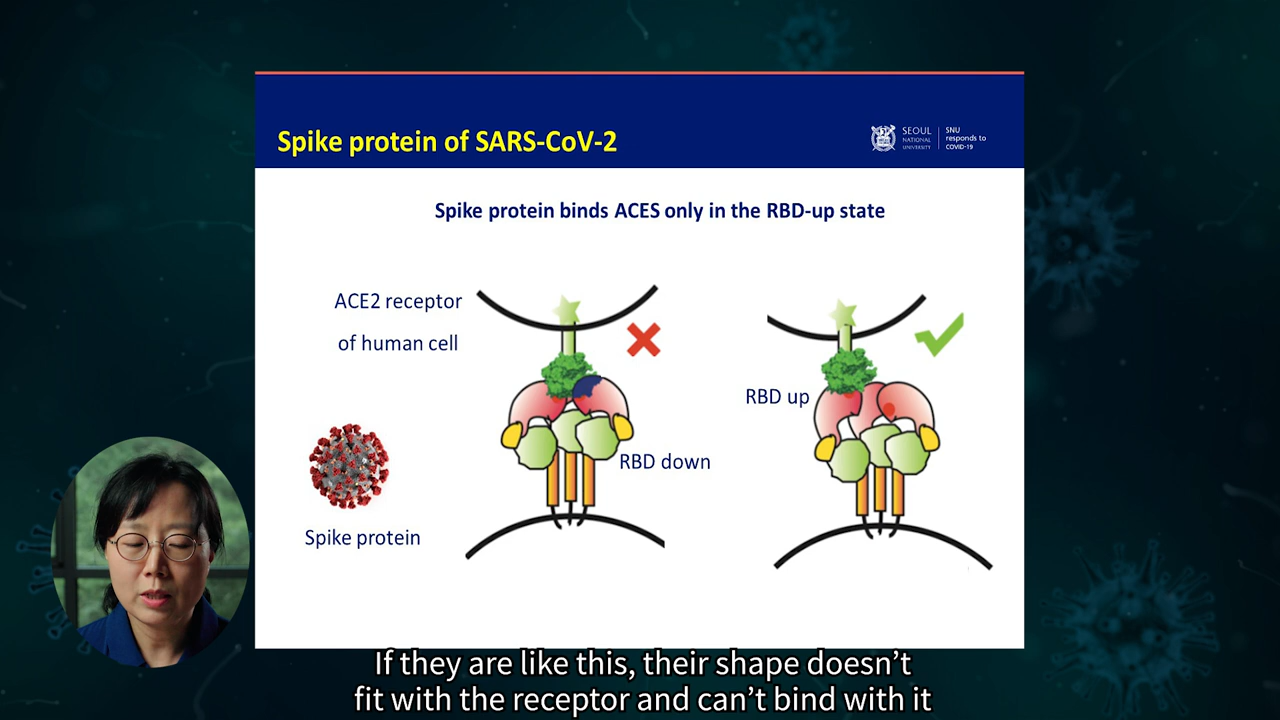 Spike protein of SARS-CoV-2
SEOUL
NATIONAL
UNIVERSITY
SNU
responds to
COVID-19
Spike protein binds ACES only in the RBD-up state
ACE2 receptor
of human cell
RBD up
RBD down
Spike protein
If they are like this, their shape doesn't
fit with the receptor and can't bind with it